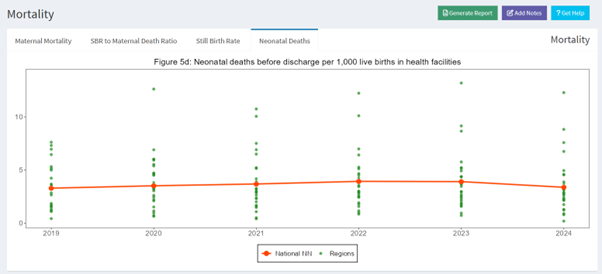 Mortality
Generate Report Add Notes ? Get Help
Maternal Mortality SBR to Maternal Death Ratio Still Birth Rate Neonatal Deaths Mortality
Figure 5d: Neonatal deaths before discharge per 1,000 live births in health facilities
10
5
0
2019 2020 2021 2022 2023 2024
National NN Regions